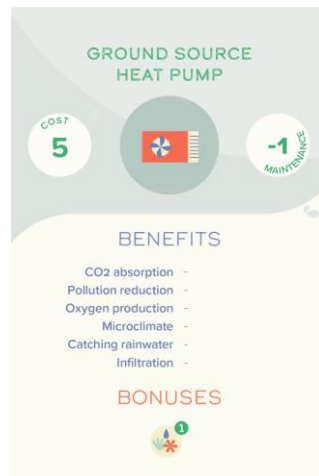 GROUND SOURCE
HEAT PUMP
COST
5
-1
MAINTENANCE
BENEFITS
CO2 absorption -
Pollution reduction -
Oxygen production -
Microclimate -
Catching rainwater -
Infiltration -
BONUSES
1